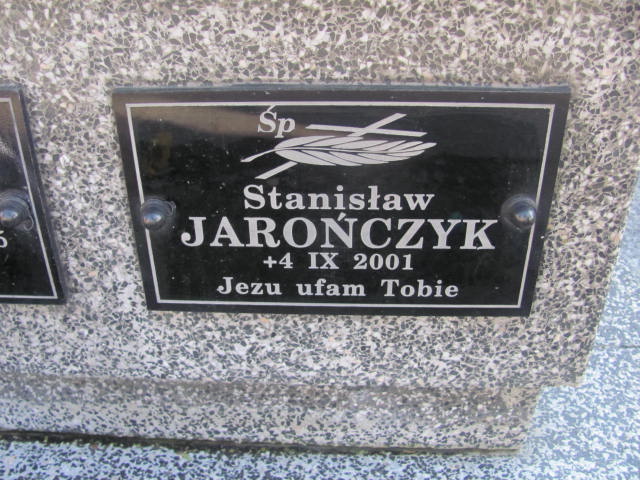 Śp
Stanisław
JAROŃCZYK
+4 IX 2001
Jezu ufam Tobie